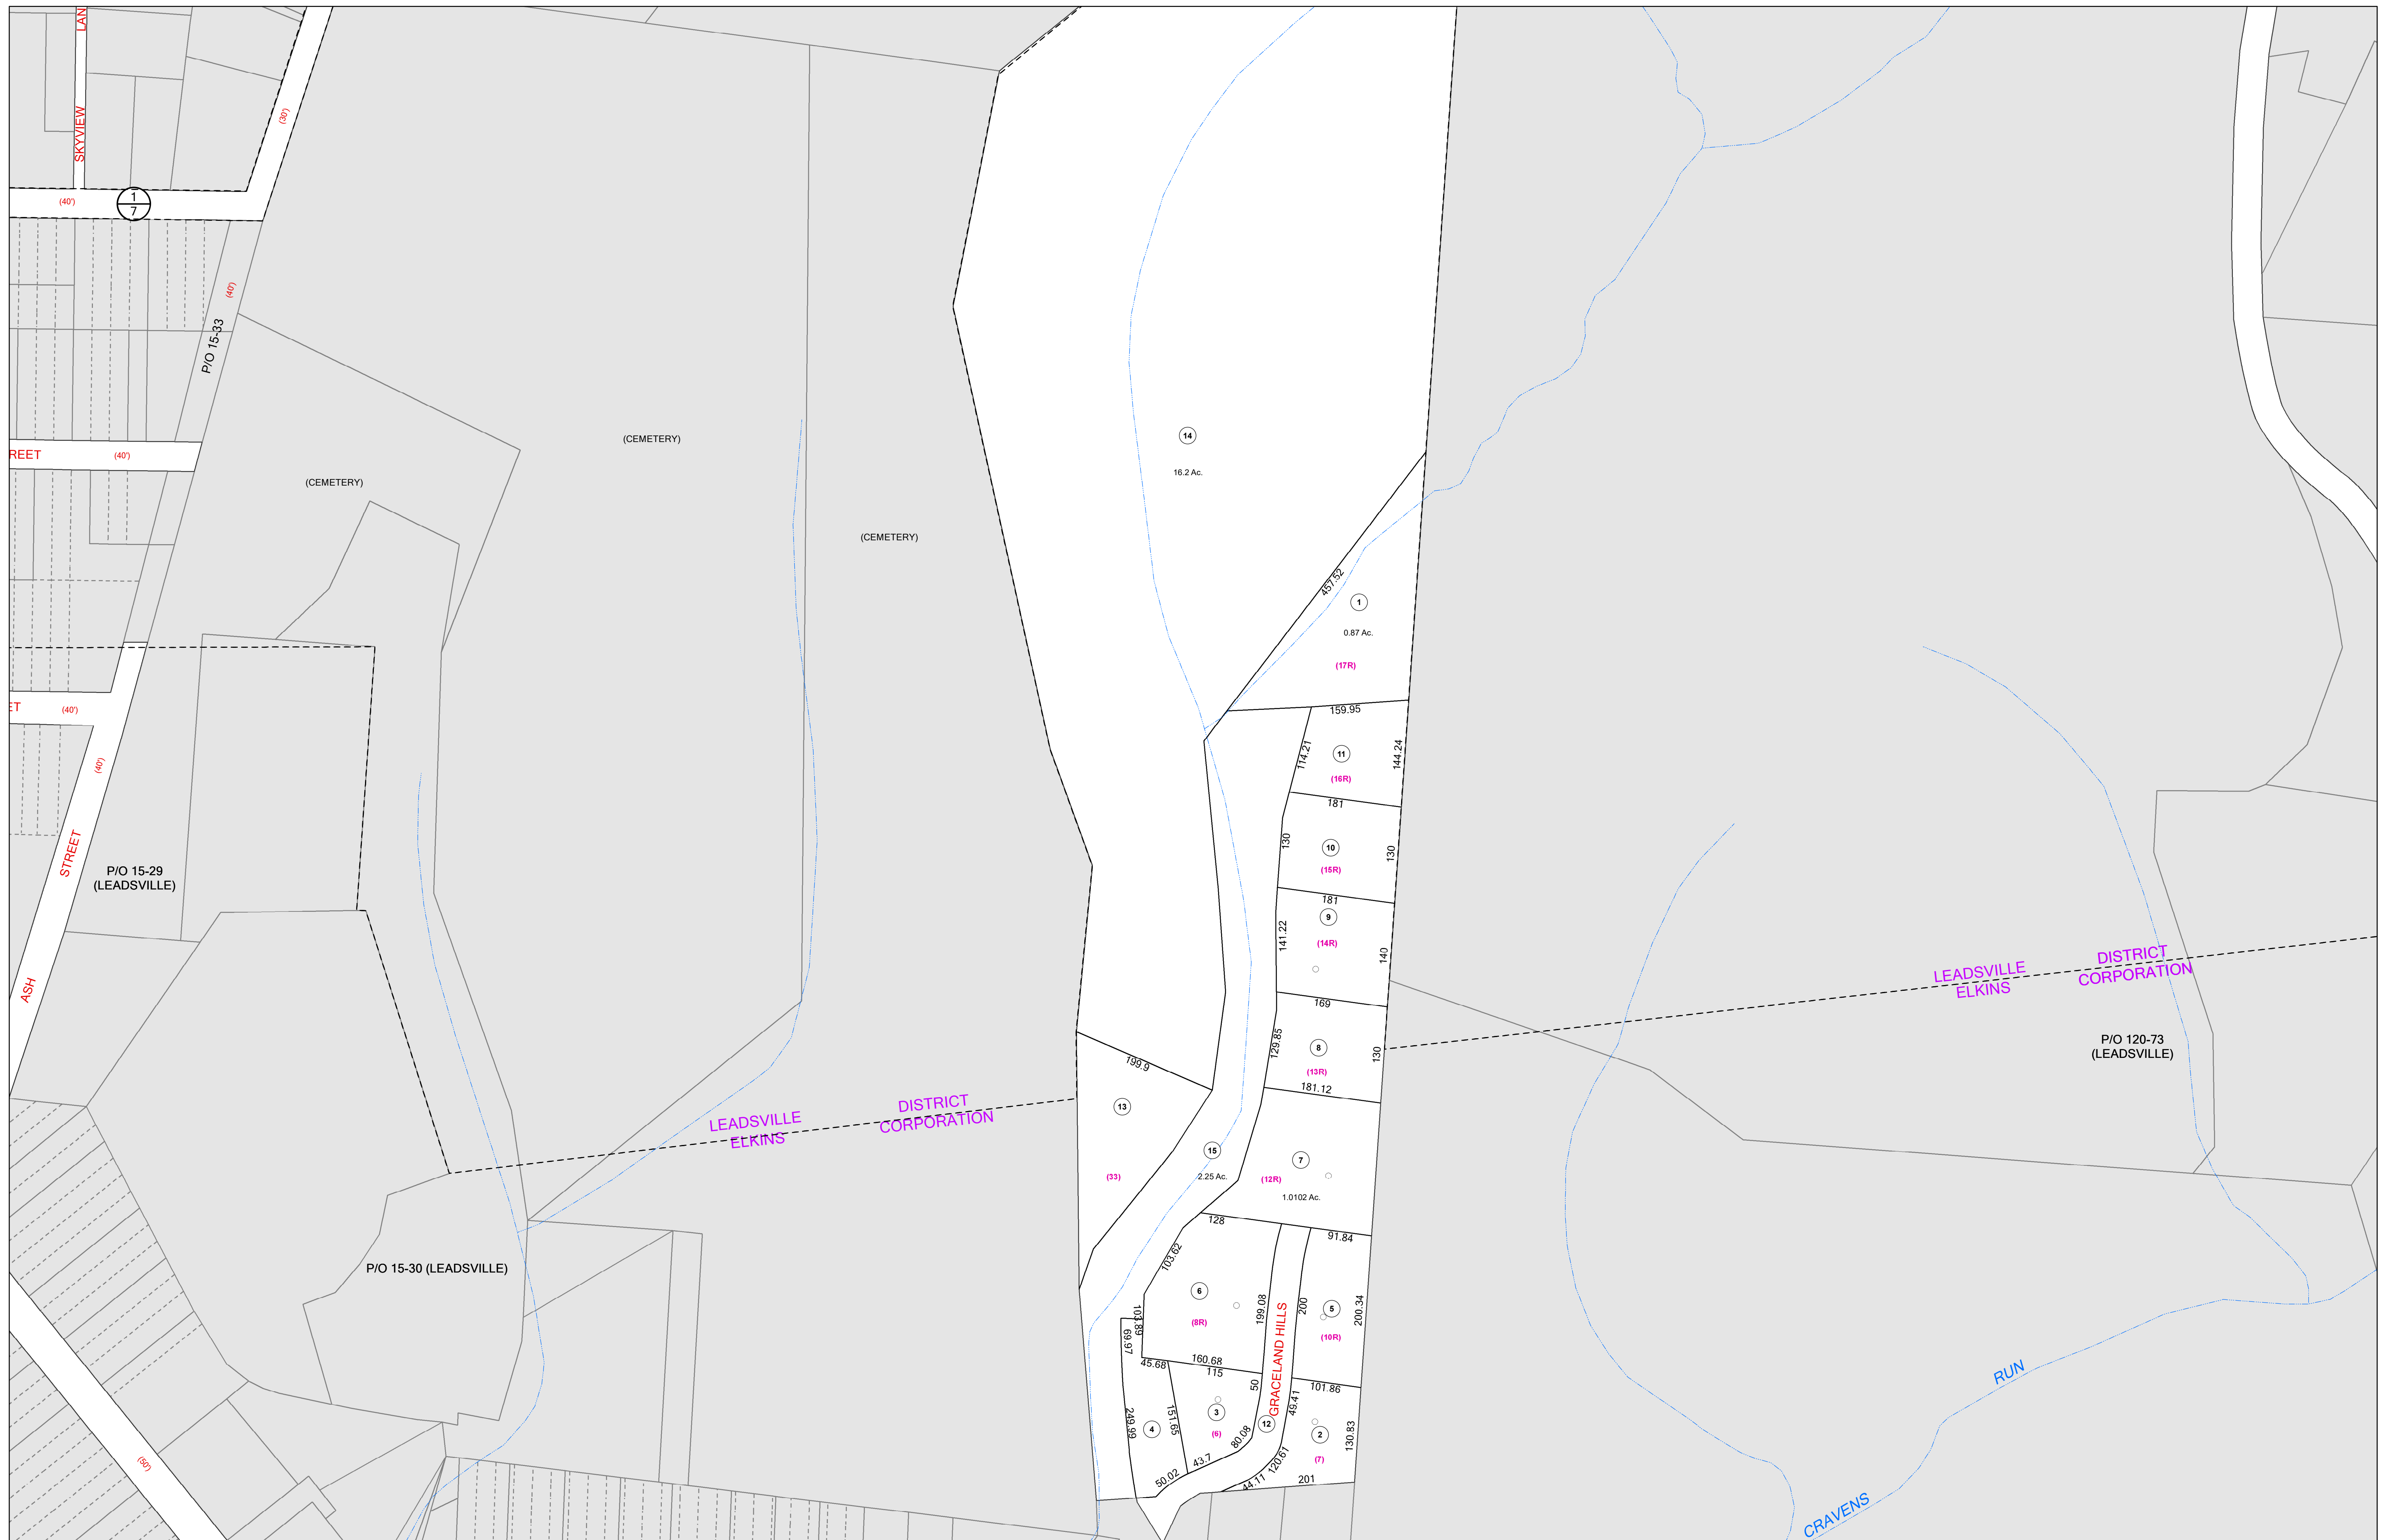 LAN
SKYVIEW
(30')
(40')
1
7
(40')
P/O 15-33
REET
(40')
(CEMETERY)
(CEMETERY)
(CEMETERY)
14
16.2 Ac.
457.52
1
0.87 Ac.
(17R)
ET
(40')
(40')
159.95
114.21
11
144.24
(16R)
181
130
10
130
(15R)
181
9
141.22
(14R)
140
STREET
P/O 15-29
(LEADSVILLE)
ASH
LEADSVILLE
DISTRICT
ELKINS
CORPORATION
169
129.85
8
130
(13R)
181.12
P/O 120-73
(LEADSVILLE)
199.9
13
LEADSVILLE
DISTRICT
ELKINS
CORPORATION
15
2.25 Ac.
(33)
7
(12R)
1.0102 Ac.
128
91.84
103.62
P/O 15-30 (LEADSVILLE)
6
199.08
200
5
200.34
103.89
(8R)
(10R)
69.97
GRACELAND HILLS
45.68
160.68
115
50
101.86
49.41
249.99
4
151.65
3
(6)
12
2
130.83
80.08
120.61
(7)
43.7
50.02
44.11
201
(50')
RUN
CRAVENS